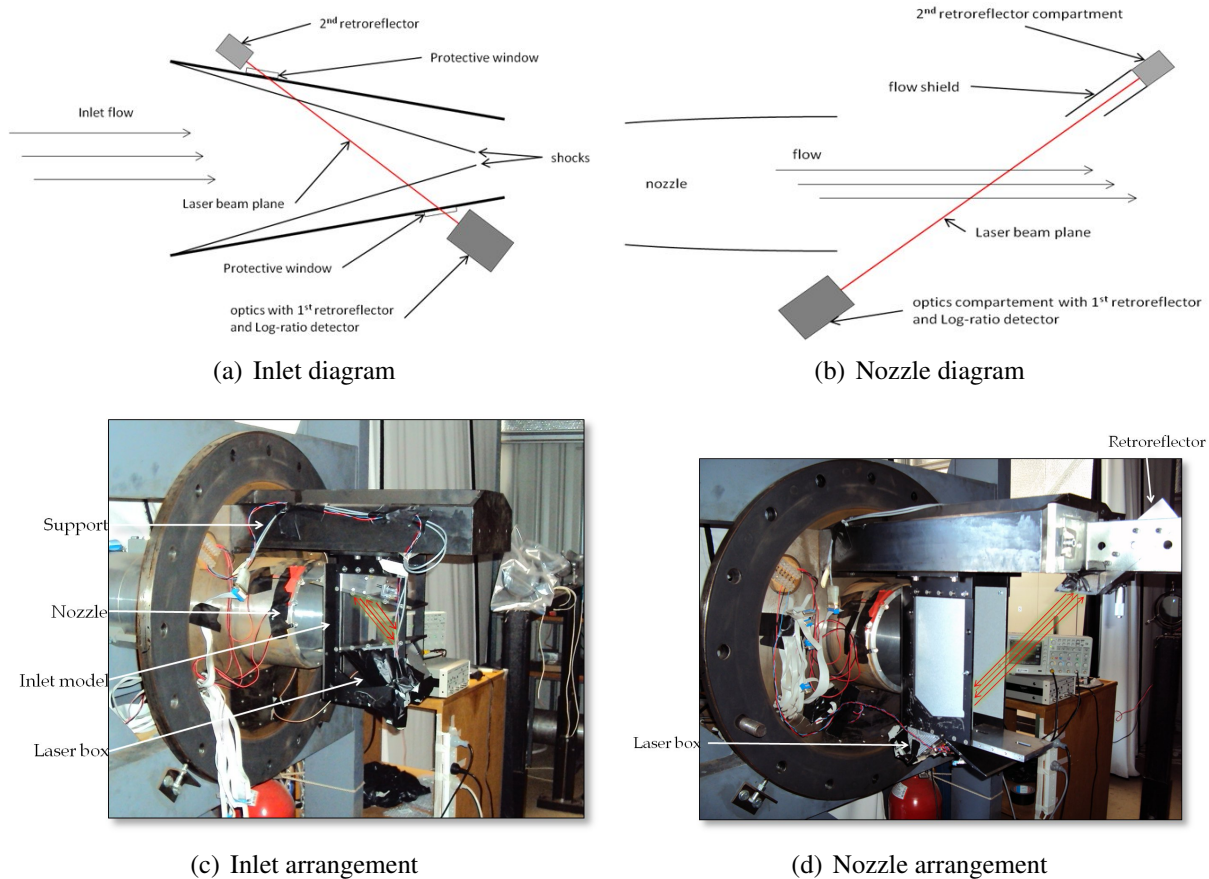 2nd retroreflector
Protective window
Inlet flow
shocks
Laser beam plane
Protective window
optics with 1st retroreflector
and Log-ratio detector
(a) Inlet diagram
2nd retroreflector
compartment
flow shield
flow
nozzle
Laser beam plane
optics compartement with 1st retroreflector
and Log-ratio detector
(b) Nozzle diagram
Support
Nozzle
Inlet model
Laser box
(c) Inlet arrangement
Retroreflector
Laser box
(d) Nozzle arrangement